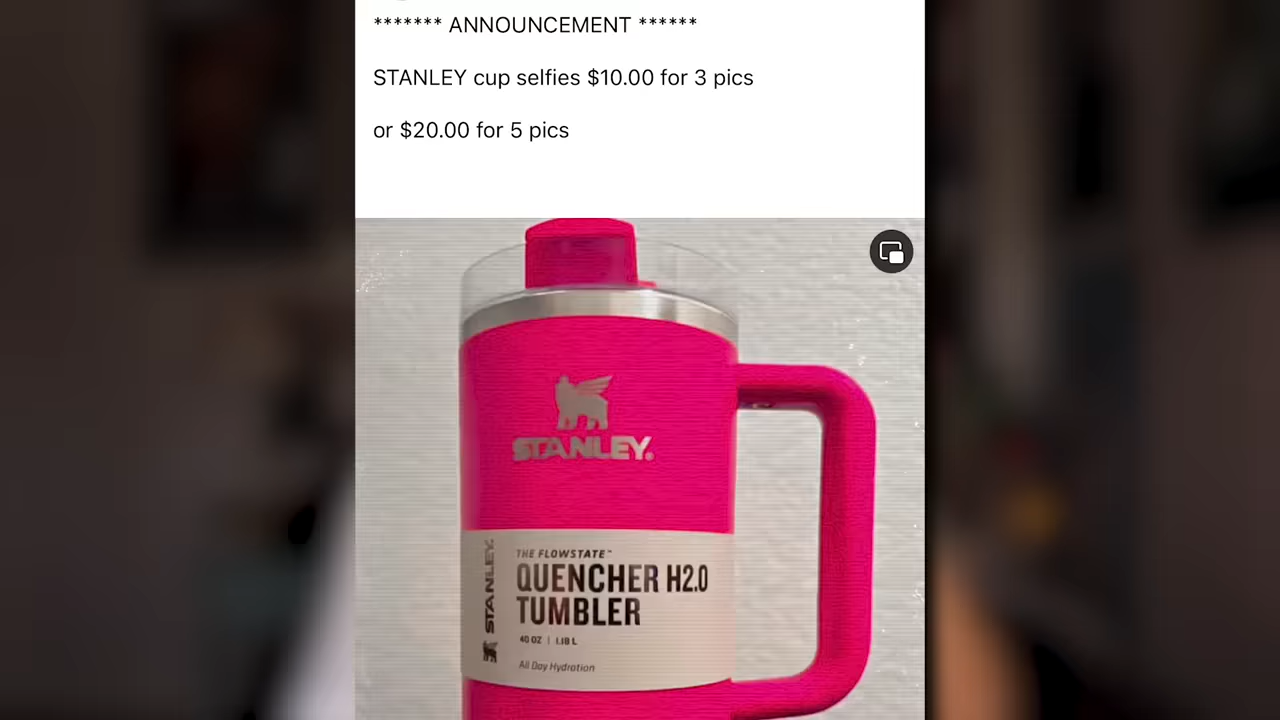 ******* ANNOUNCEMENT ******
STANLEY cup selfies $10.00 for 3 pics
or $20.00 for 5 pics
STANLEY®
STANLEY
THE FLOWSTATE™
QUENCHER H2.0
TUMBLER
40 OZ | 1.18 L
All Day Hydration